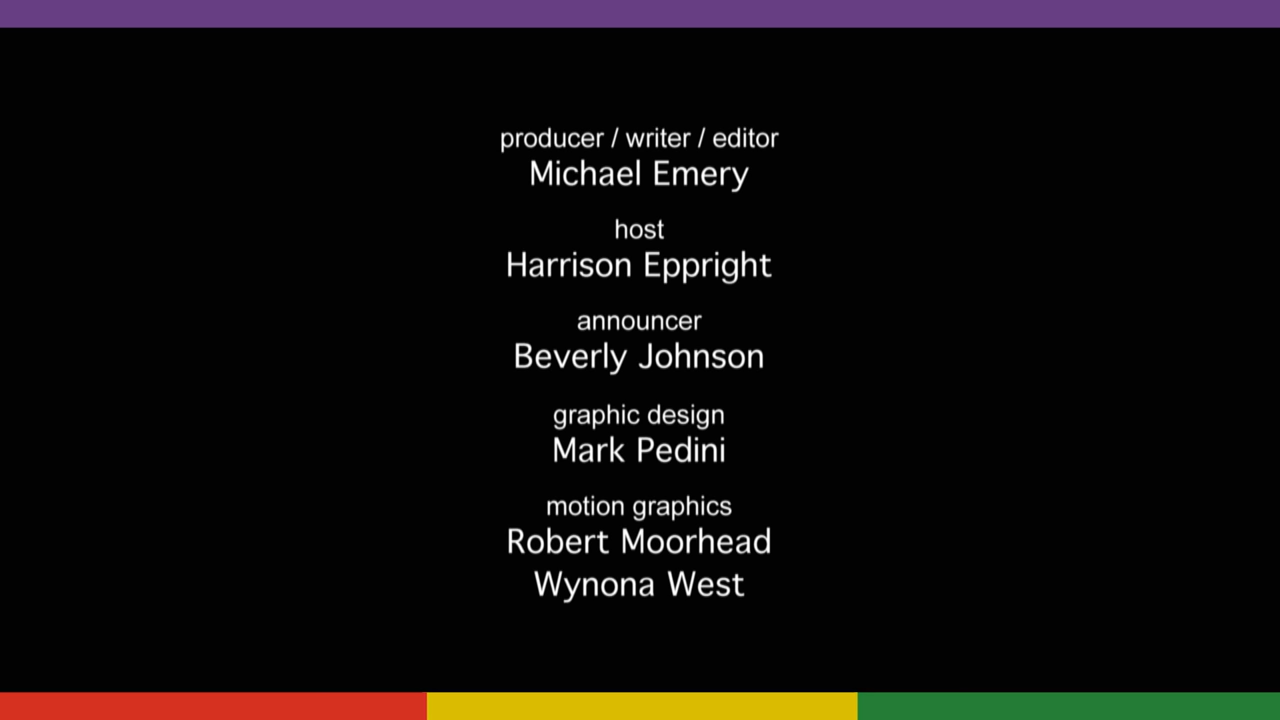 producer / writer / editor
Michael Emery
host
Harrison Eppright
announcer
Beverly Johnson
graphic design
Mark Pedini
motion graphics
Robert Moorhead
Wynona West